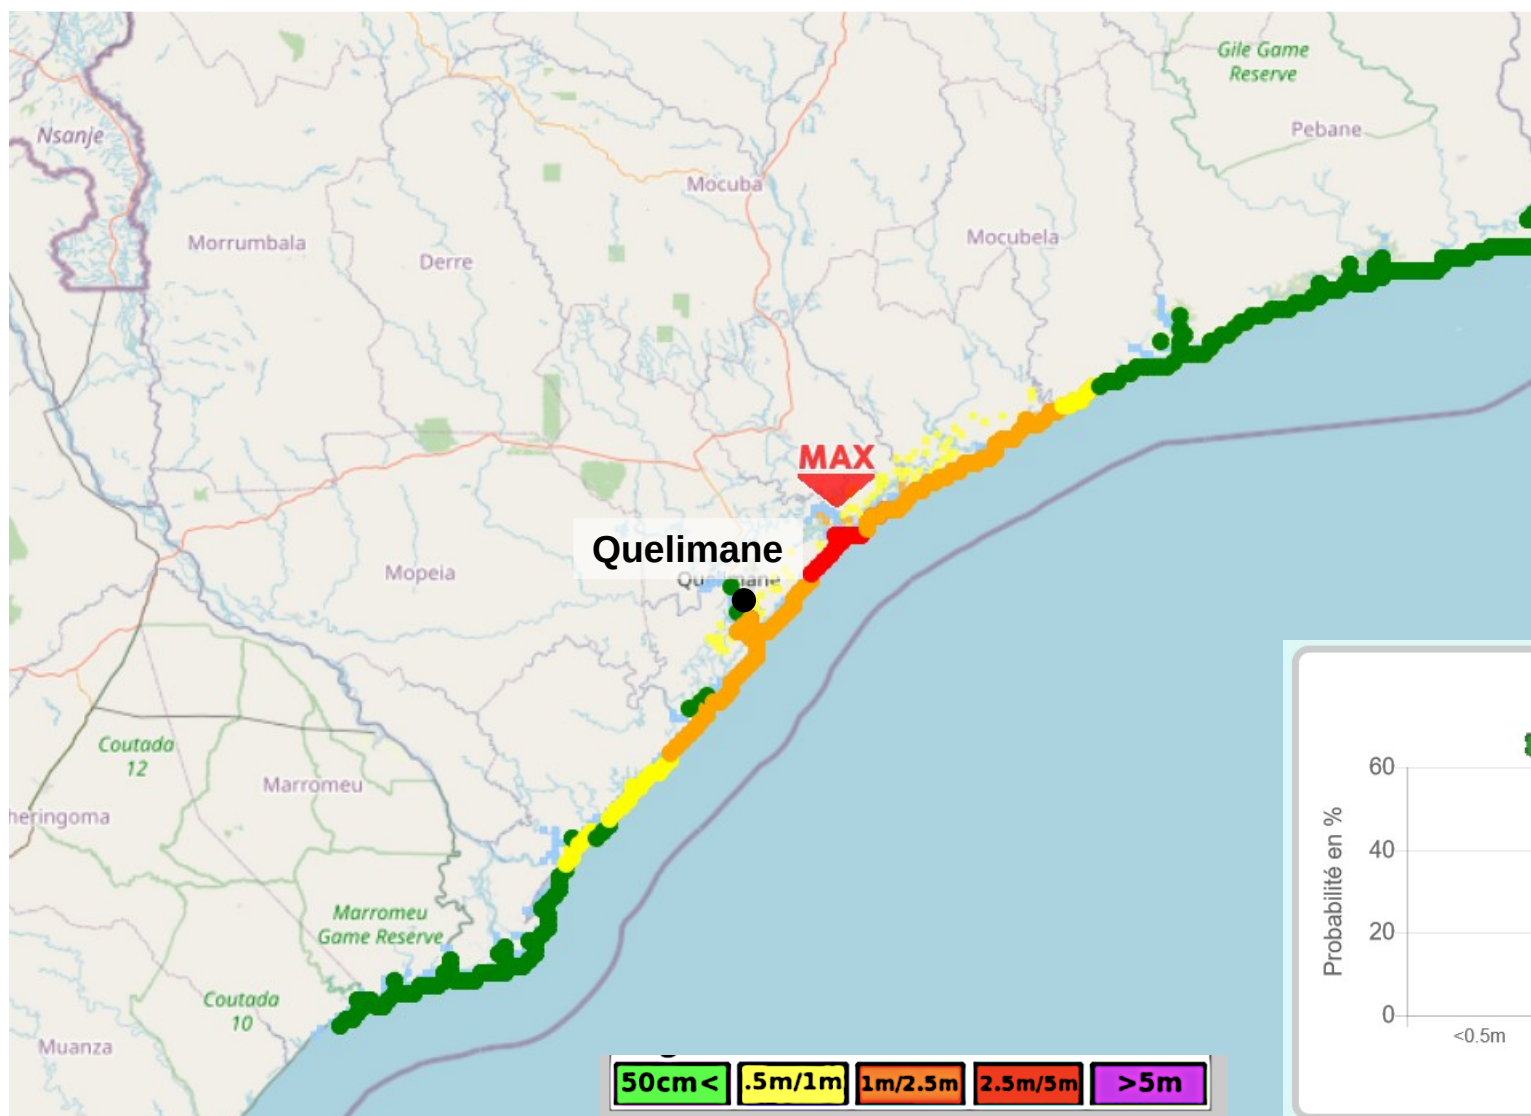 Gile Game
Reserve
Nsanje
Pebane
Mocuba
Morrumbala
Mocubela
Derre
MAX
Quelimane
Mopeia
Quelimane
Coutada
12
Marromeu
heringoma
Marromeu
Game Reserve
Coutada
10
Muanza
60
40
20
0
Probabilité en %
<0.5m
50cm<
.5m/1m
1m/2.5m
2.5m/5m
>5m